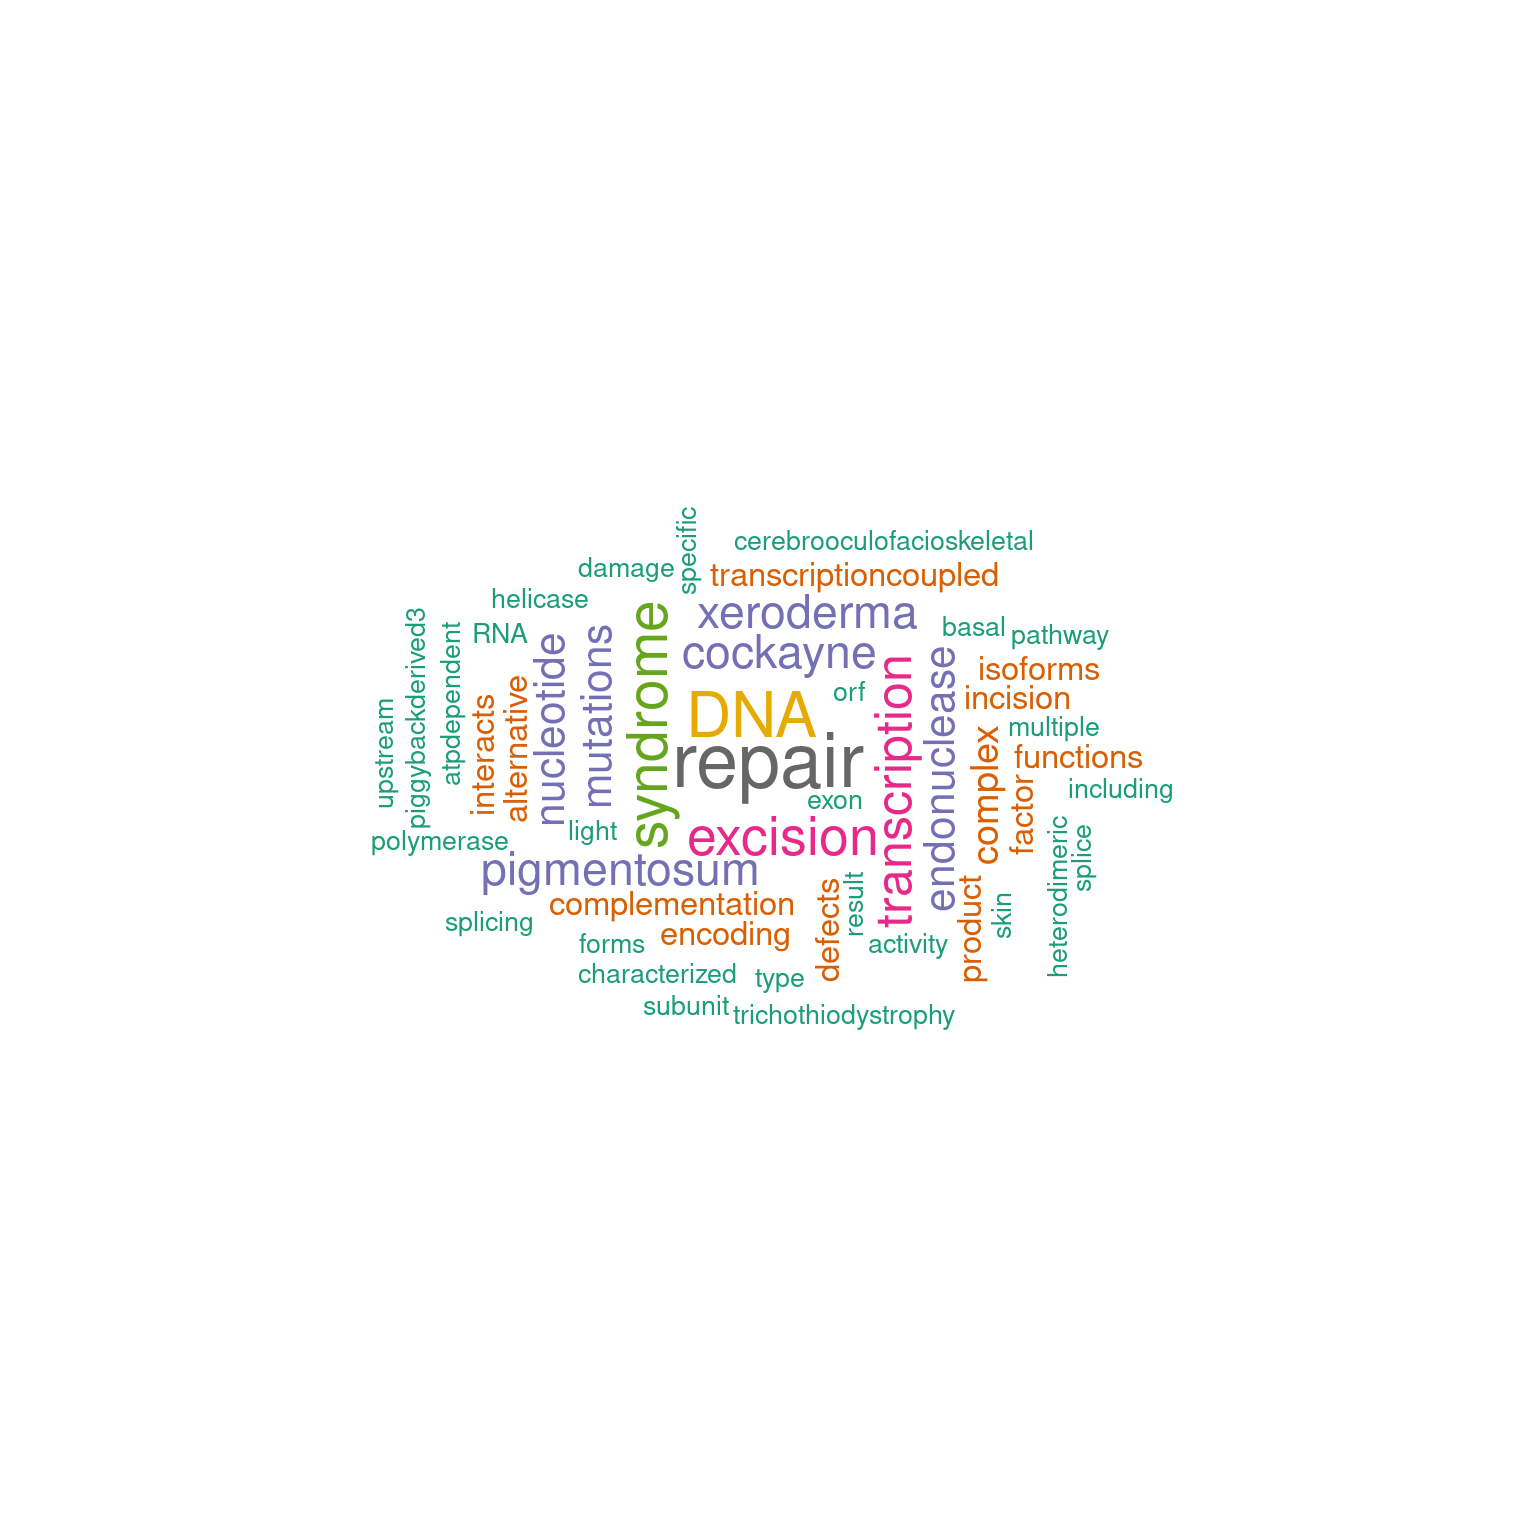 specific
cerebrooculofacioskeletal
damage
transcriptioncoupled
helicase
xeroderma
RNA
basal
pathway
cockayne
syndrome
nucleotide
mutations
piggybackderived3
atpdependent
isoforms
incision
DNA
orf
transcription
endonuclease
upstream
interacts
alternative
multiple
complex
functions
repair
factor
including
exon
polymerase
light
excision
heterodimeric
splice
pigmentosum
complementation
defects
result
product
skin
splicing
encoding
forms
activity
characterized
type
subunit
trichothiodystrophy